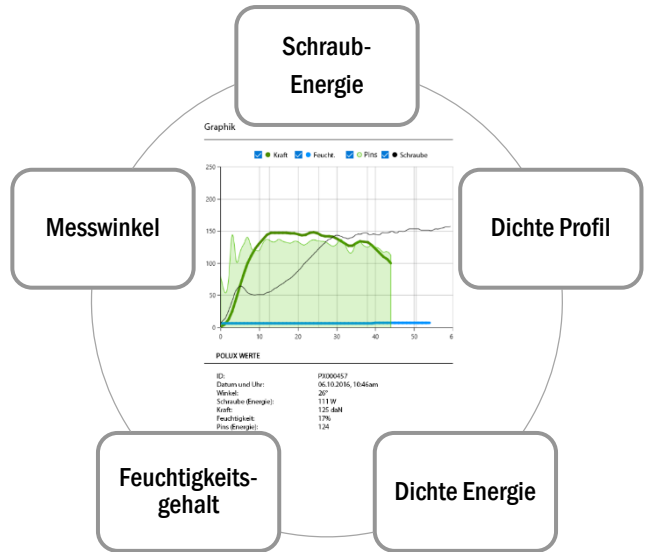 Schraub-
Energie
Graphik
Kraft Feucht. Pins Schraube
250
200
150
100
50
0
0 10 20 30 40 50 60
Messwinkel
Dichte Profil
POLUX WERTE
ID: PX000457
Datum und Uhr: 06.10.2016, 10:46am
Winkel: 26°
Schraube (Energie): 111 W
Kraft: 125 daN
Feuchtigkeit: 17%
Pins (Energie): 124
Feuchtigkeits-
gehalt
Dichte Energie